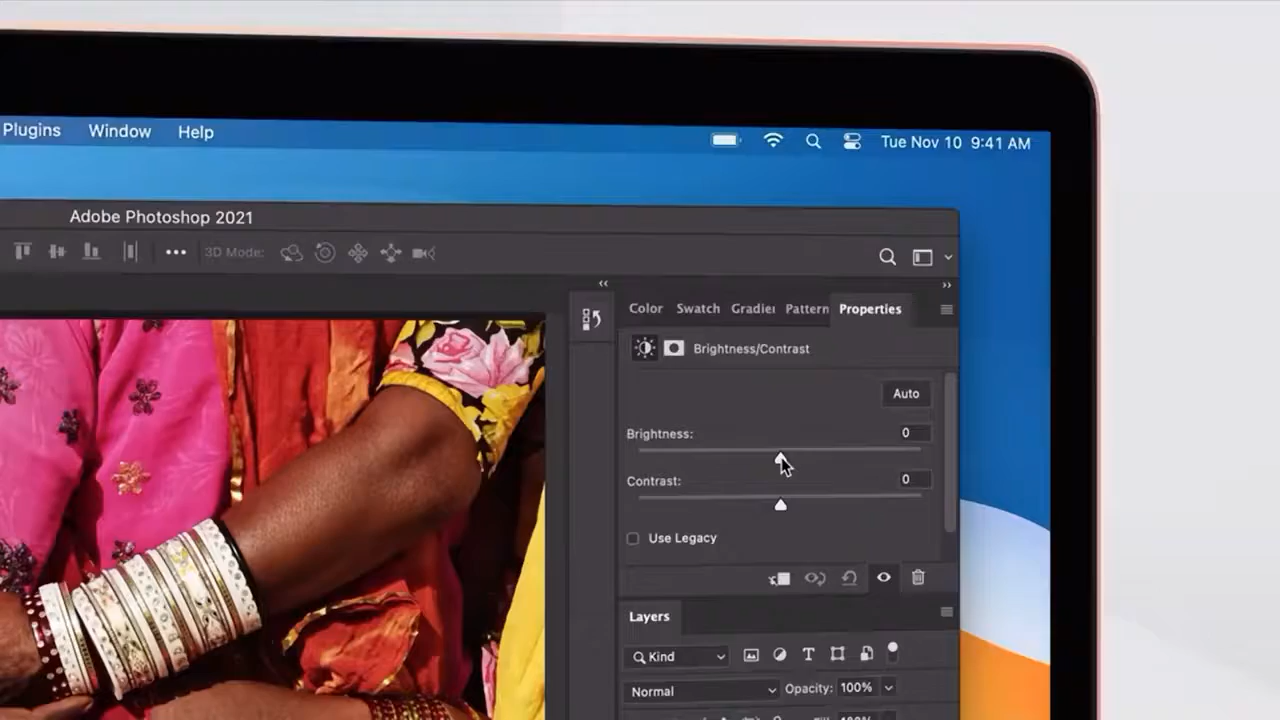 Plugins Window Help
Tue Nov 10 9:41 AM
Adobe Photoshop 2021
3D Mode:
Color Swatch Gradier Pattern Properties
Brightness/Contrast
Auto
Brightness: 0
Contrast: 0
Use Legacy
Layers
Kind
Normal Opacity: 100%